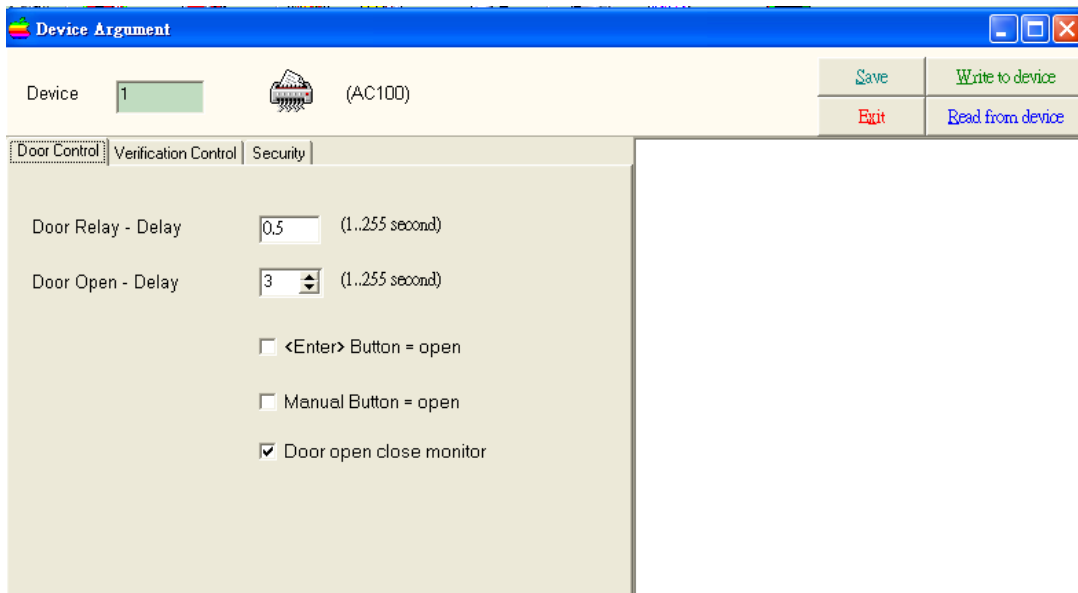 Device Argument
Device 1 (AC100)
Save Write to device
Exit Read from device
Door Control Verification Control Security
Door Relay - Delay 0.5 (1..255 second)
Door Open - Delay 3 (1..255 second)
<Enter> Button = open
Manual Button = open
Door open close monitor